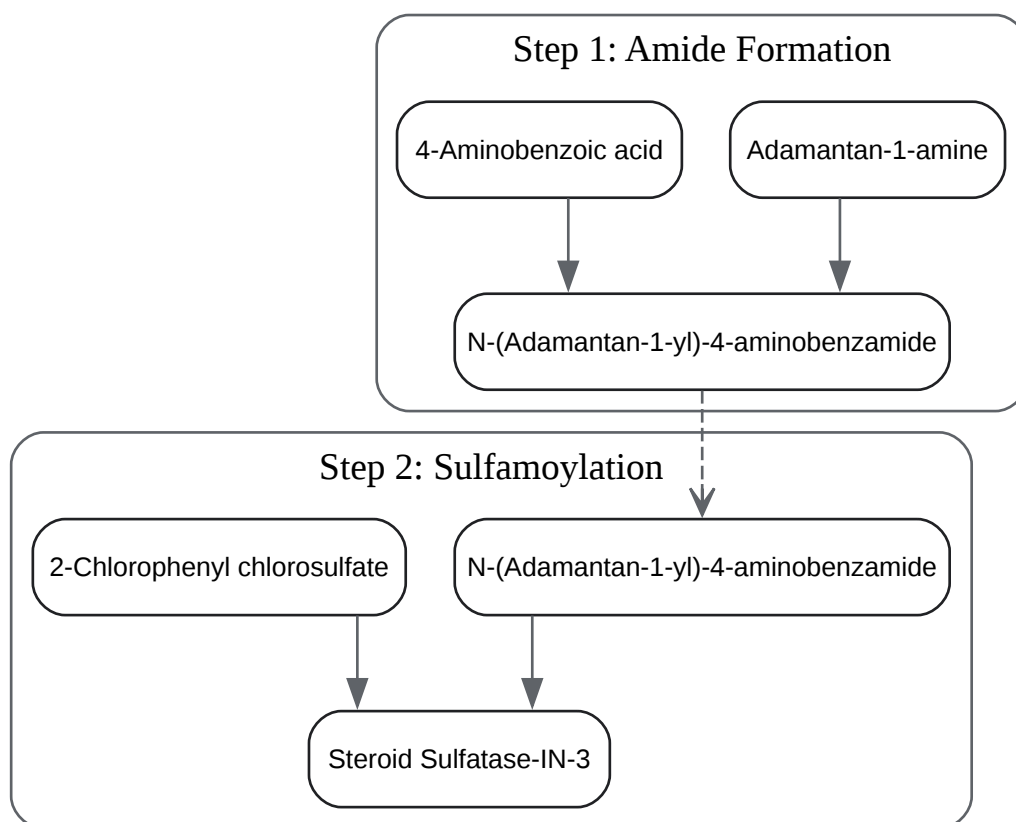 Step 1: Amide Formation
4-Aminobenzoic acid
Adamantan-1-amine
N-(Adamantan-1-yl)-4-aminobenzamide
Step 2: Sulfamoylation
2-Chlorophenyl chlorosulfate
N-(Adamantan-1-yl)-4-aminobenzamide
Steroid Sulfatase-IN-3